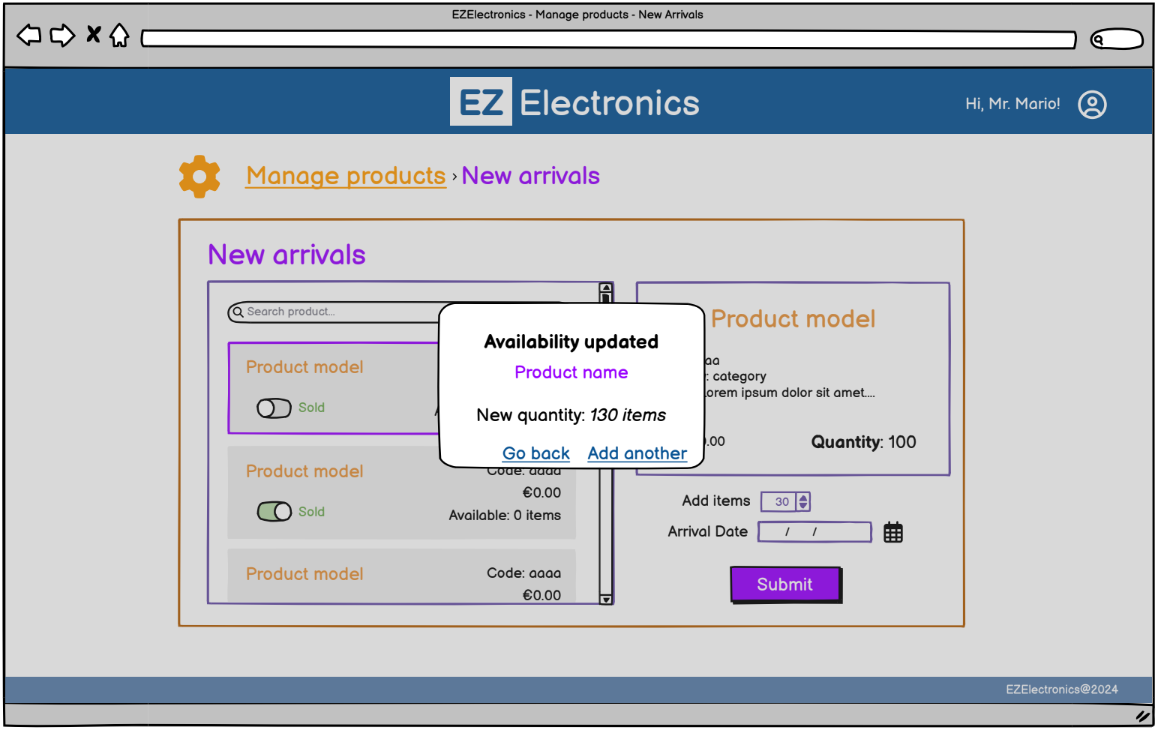 EZElectronics - Manage products - New Arrivals
EZ Electronics
Hi, Mr. Mario!
Manage products › New arrivals
New arrivals
Search product...
Product model
Sold
Product model
Code: aaaa
€0.00
Sold
Available: 0 items
Product model
Code: aaaa
€0.00
Availability updated
Product name
New quantity: 130 items
Go back Add another
Product model
: category
orem ipsum dolor sit amet....
.00
Quantity: 100
Add items 30
Arrival Date / /
Submit
EZElectronics@2024